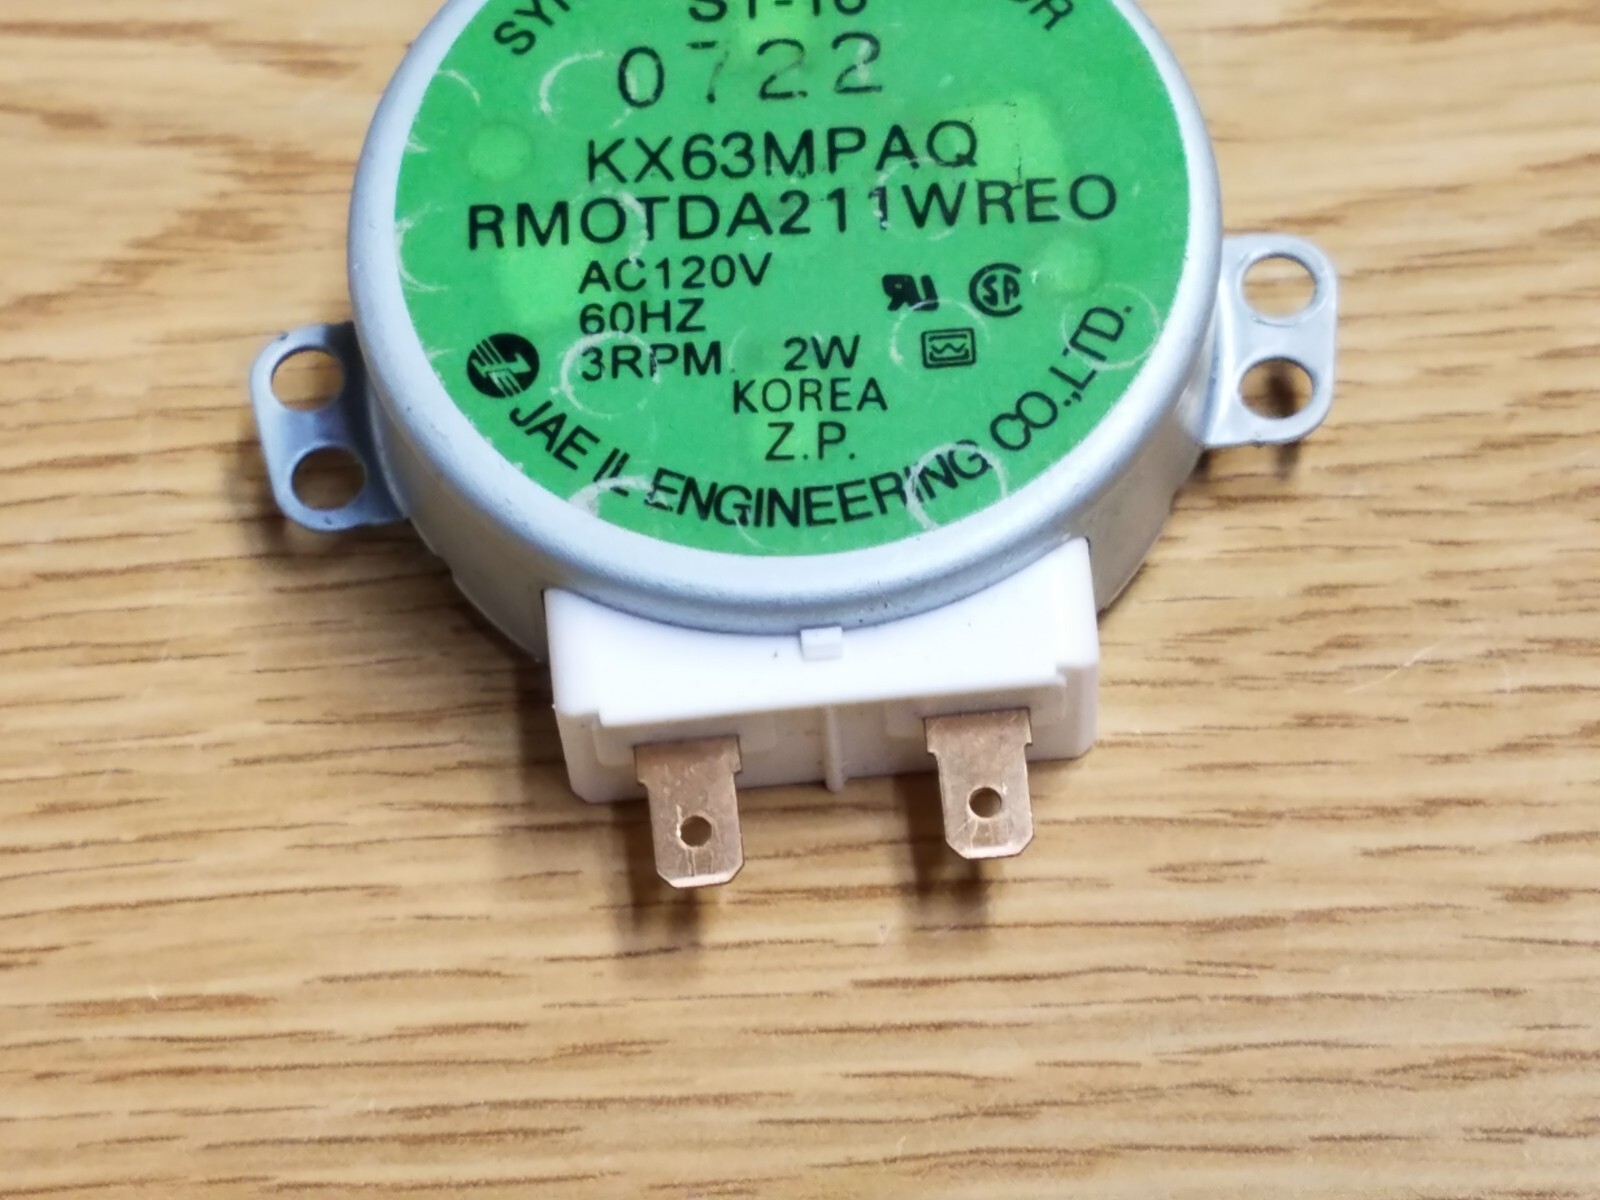 0722
KX63MPAQ
RMOTDA211WREO
AC120V
60HZ
3RPM 2W
KOREA
Z.P.
JAE IL ENGINEERING CO.,LTD.